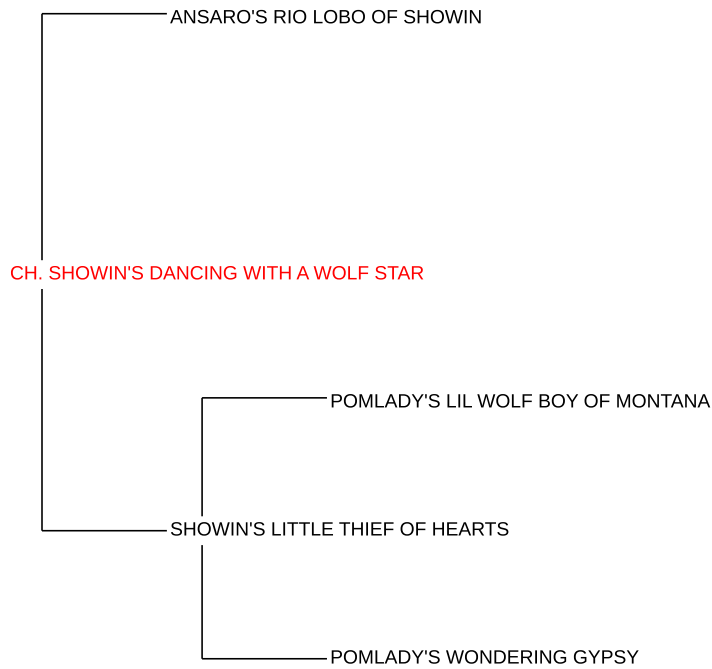 ANSARO'S RIO LOBO OF SHOWIN
CH. SHOWIN'S DANCING WITH A WOLF STAR
POMLADY'S LIL WOLF BOY OF MONTANA
SHOWIN'S LITTLE THIEF OF HEARTS
POMLADY'S WONDERING GYPSY